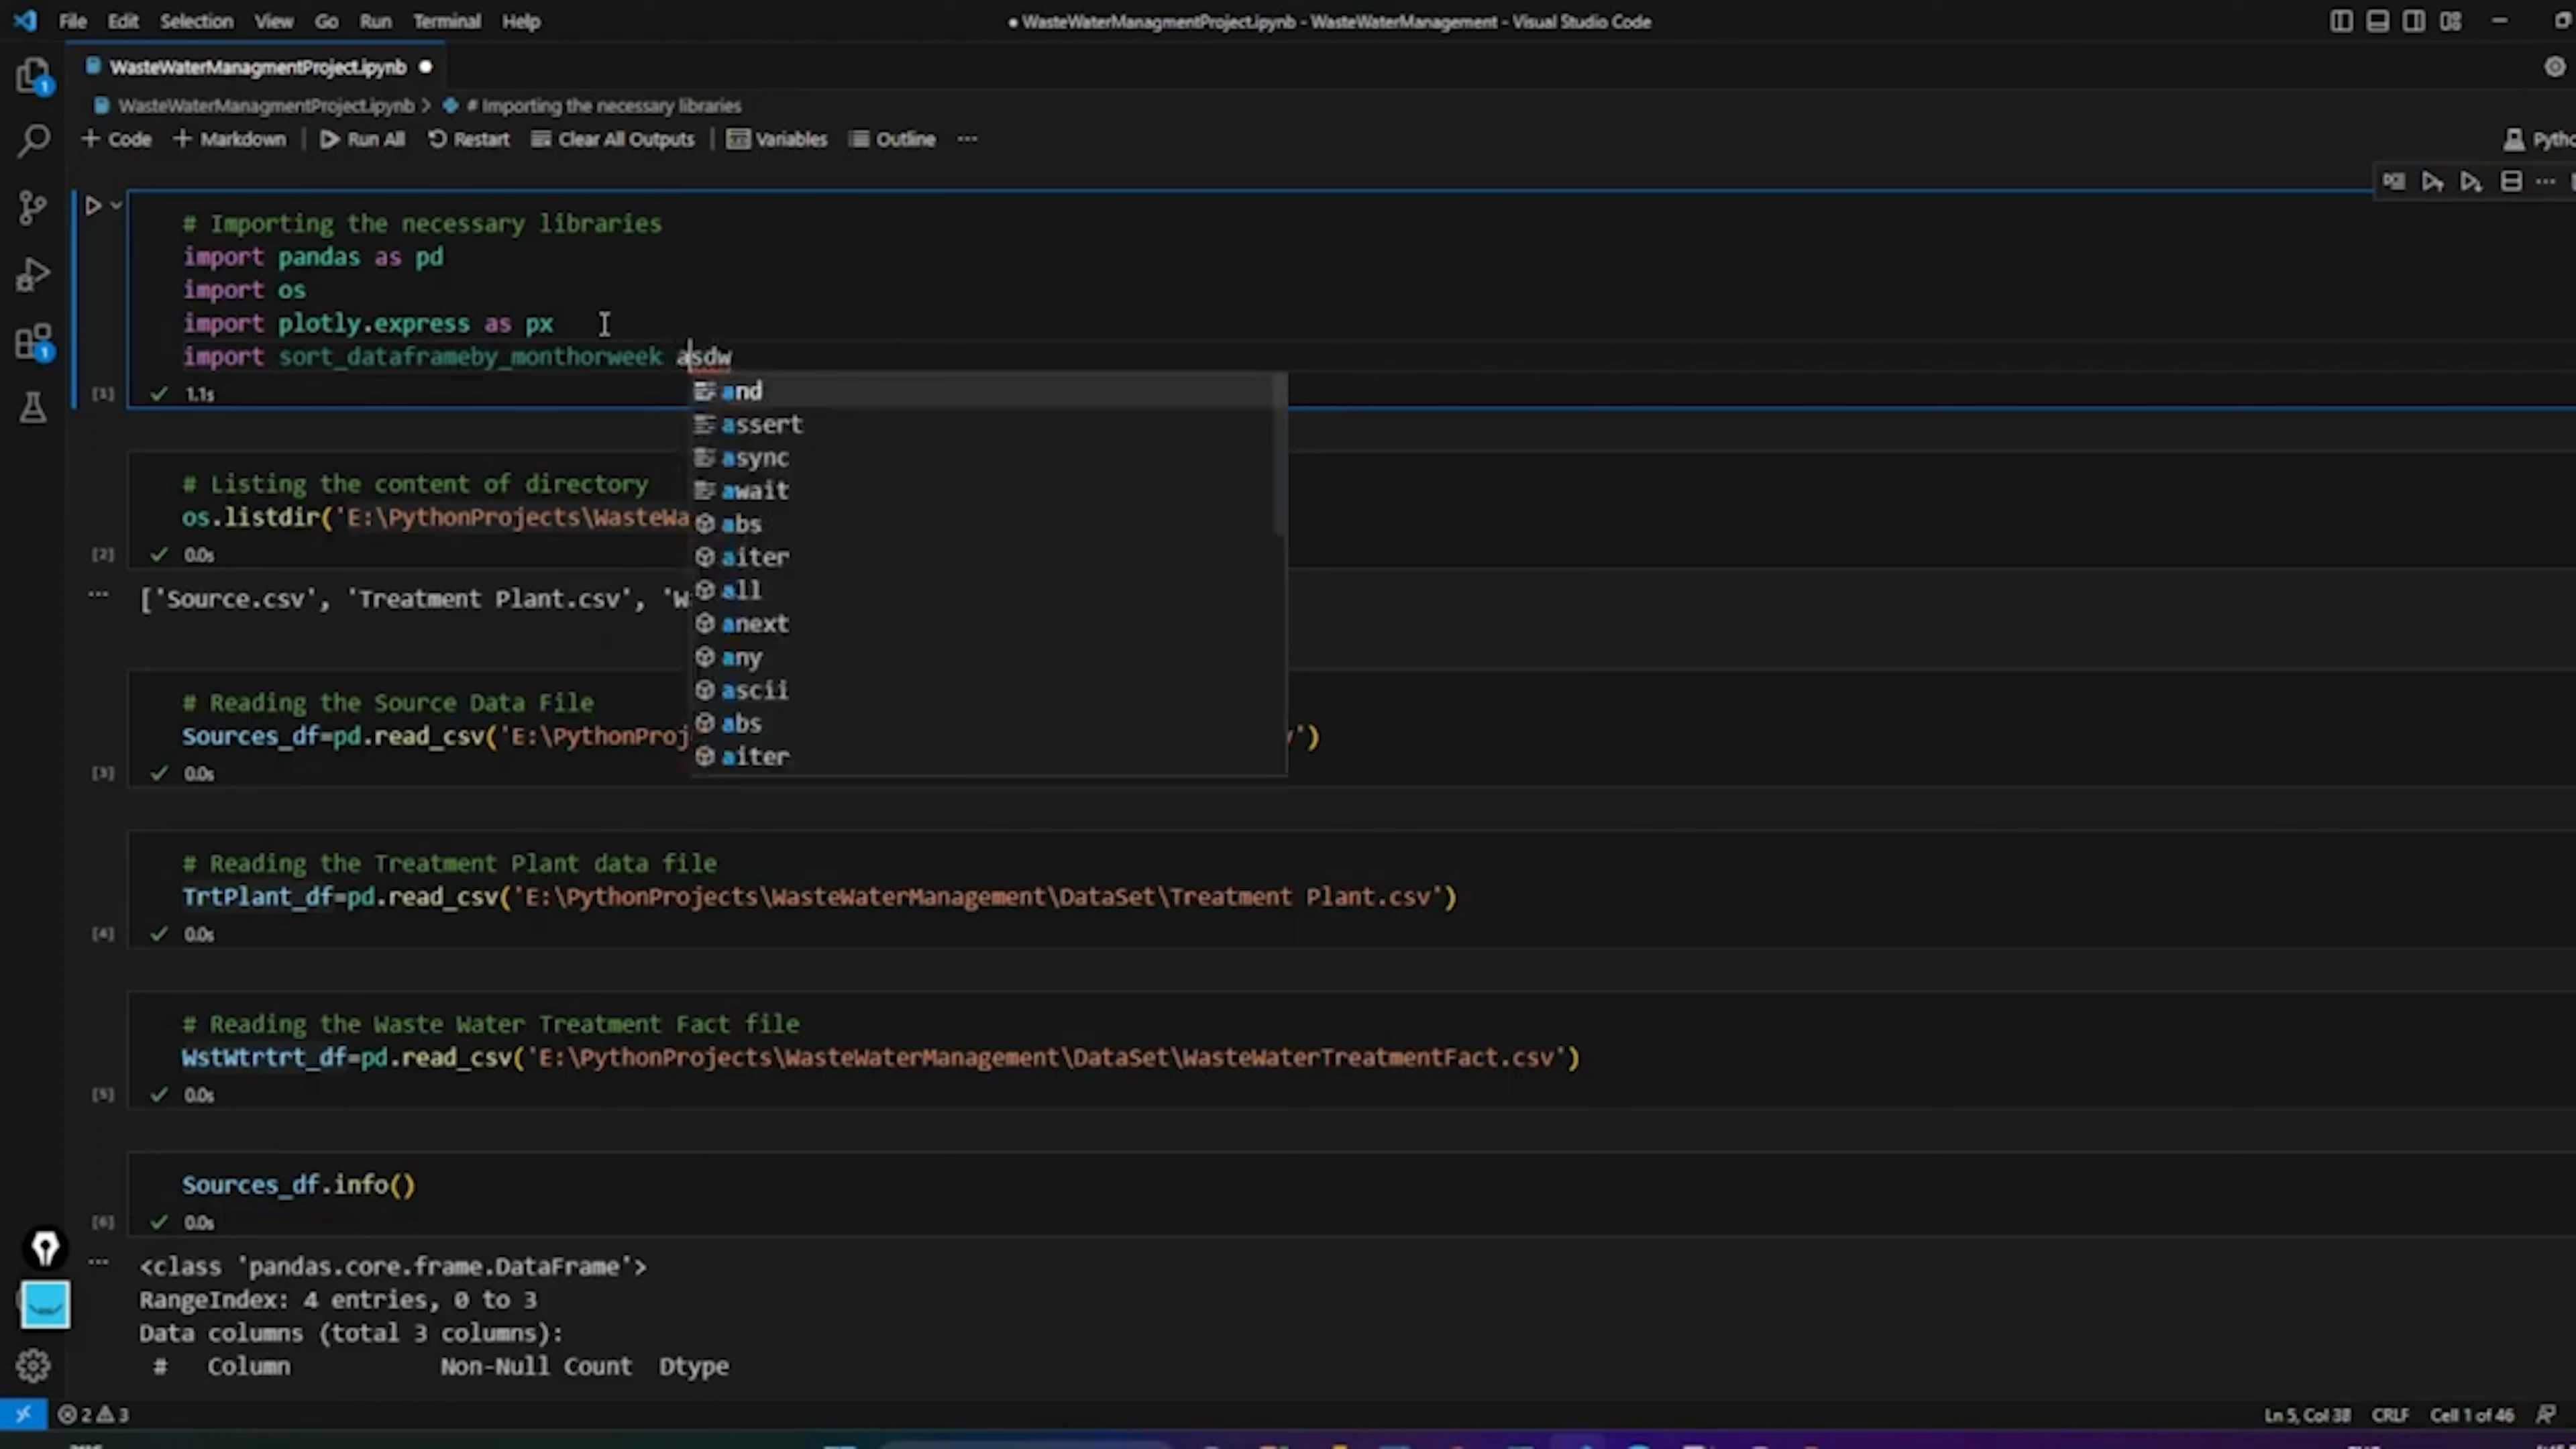 File Edit Selection View Go Run Terminal Help
● WasteWaterManagmentProject.ipynb - WasteWaterManagement - Visual Studio Code
WasteWaterManagmentProject.ipynb ●
WasteWaterManagmentProject.ipynb > # Importing the necessary libraries
+ Code + Markdown | Run All Restart Clear All Outputs | Variables Outline ...
# Importing the necessary libraries
import pandas as pd
import os
import plotly.express as px
import sort_dataframeby_monthorweek asdw
[1] ✓ 1.1s
and
assert
async
await
abs
aiter
all
anext
any
ascii
abs
aiter
# Listing the content of directory
os.listdir('E:\PythonProjects\WasteWa
[2] ✓ 0.0s
['Source.csv', 'Treatment Plant.csv', 'W
# Reading the Source Data File
Sources_df=pd.read_csv('E:\PythonProj ')
[3] ✓ 0.0s
# Reading the Treatment Plant data file
TrtPlant_df=pd.read_csv('E:\PythonProjects\WasteWaterManagement\DataSet\Treatment Plant.csv')
[4] ✓ 0.0s
# Reading the Waste Water Treatment Fact file
WstWtrtrt_df=pd.read_csv('E:\PythonProjects\WasteWaterManagement\DataSet\WasteWaterTreatmentFact.csv')
[5] ✓ 0.0s
Sources_df.info()
[6] ✓ 0.0s
<class 'pandas.core.frame.DataFrame'>
RangeIndex: 4 entries, 0 to 3
Data columns (total 3 columns):
# Column Non-Null Count Dtype
2 3
Ln 5, Col 38 CRLF Cell 1 of 46